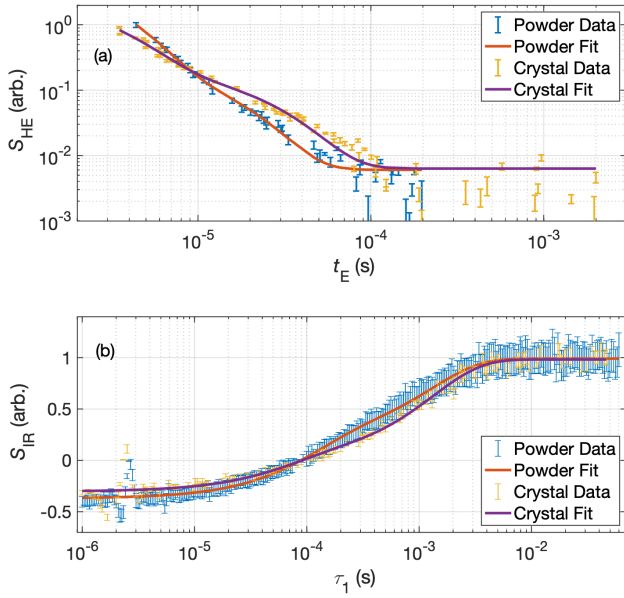 (a)
Powder Data
Powder Fit
Crystal Data
Crystal Fit
S_HE (arb.)
10^1
10^0
10^-1
10^-2
10^-3
10^-5
10^-4
10^-3
t_E (s)
(b)
S_IR (arb.)
1
0.5
0
-0.5
Powder Data
Powder Fit
Crystal Data
Crystal Fit
10^-6
10^-5
10^-4
10^-3
10^-2
τ_1 (s)